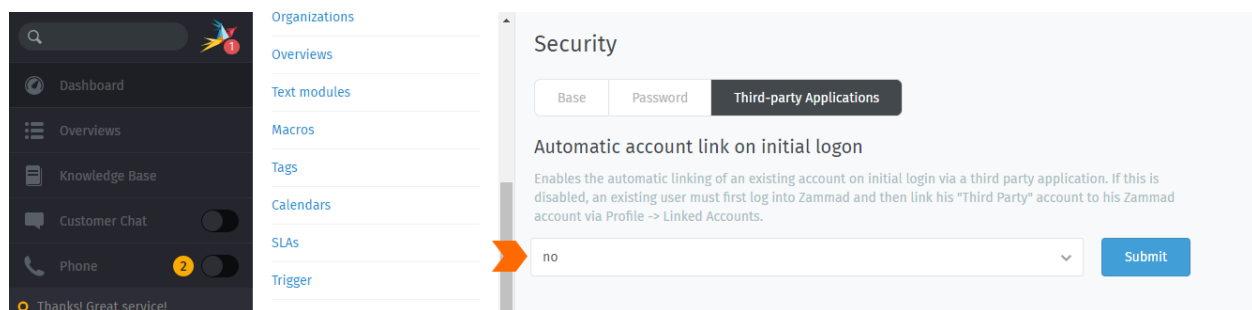 1
Dashboard
Overviews
Knowledge Base
Customer Chat
Phone
2
Thanks! Great service!
Organizations
Overviews
Text modules
Macros
Tags
Calendars
SLAs
Trigger
Security
Base
Password
Third-party Applications
Automatic account link on initial logon
Enables the automatic linking of an existing account on initial login via a third party application. If this is
disabled, an existing user must first log into Zammad and then link his "Third Party" account to his Zammad
account via Profile -> Linked Accounts.
no
Submit